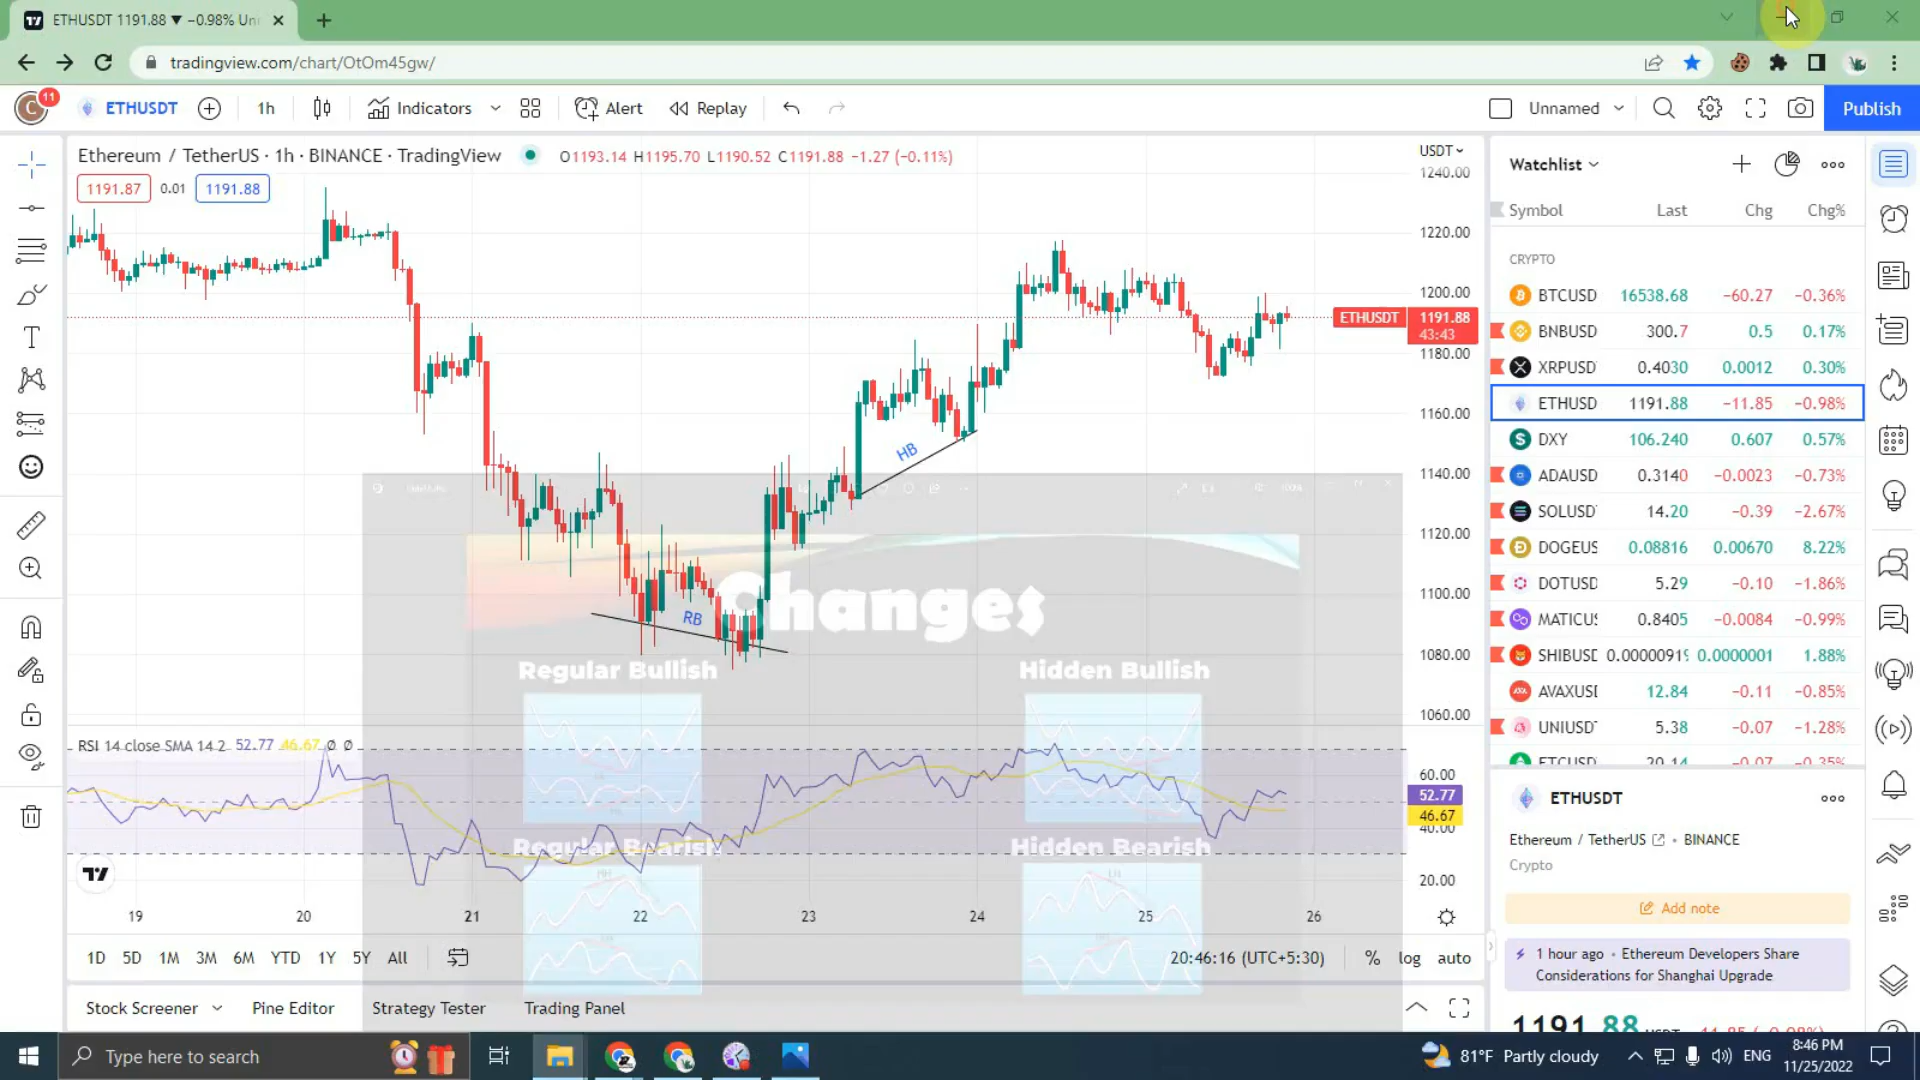 ETHUSDT 1191.88 ▼ −0.98% Un
tradingview.com/chart/OtOm45gw/
11
ETHUSDT
1h
Indicators
Alert
Replay
Unnamed
Publish
Ethereum / TetherUS · 1h · BINANCE · TradingView
O1193.14 H1195.70 L1190.52 C1191.88 −1.27 (−0.11%)
1191.87
0.01
1191.88
USDT
1240.00
1220.00
1200.00
ETHUSDT
1191.88
43:43
1180.00
1160.00
1140.00
1120.00
1100.00
1080.00
1060.00
HB
RB
Changes
Regular Bullish
Hidden Bullish
Regular Bearish
Hidden Bearish
RSI 14 close SMA 14 2 52.77 46.67 Ø Ø
60.00
52.77
46.67
40.00
20.00
19
20
21
22
23
24
25
26
1D
5D
1M
3M
6M
YTD
1Y
5Y
All
20:46:16 (UTC+5:30)
%
log
auto
Stock Screener
Pine Editor
Strategy Tester
Trading Panel
Watchlist
Symbol Last Chg Chg%
CRYPTO
BTCUSD 16538.68 −60.27 −0.36%
BNBUSD 300.7 0.5 0.17%
XRPUSD 0.4030 0.0012 0.30%
ETHUSD 1191.88 −11.85 −0.98%
DXY 106.240 0.607 0.57%
ADAUSD 0.3140 −0.0023 −0.73%
SOLUSD 14.20 −0.39 −2.67%
DOGEUS 0.08816 0.00670 8.22%
DOTUSD 5.29 −0.10 −1.86%
MATICUS 0.8405 −0.0084 −0.99%
SHIBUSD 0.00000919 0.0000001 1.88%
AVAXUSD 12.84 −0.11 −0.85%
UNIUSD 5.38 −0.07 −1.28%
ETCUSD 20.14 −0.07 −0.35%
ETHUSDT
Ethereum / TetherUS • BINANCE
Crypto
Add note
1 hour ago • Ethereum Developers Share
Considerations for Shanghai Upgrade
1191.88
Type here to search
81°F Partly cloudy
ENG
8:46 PM
11/25/2022